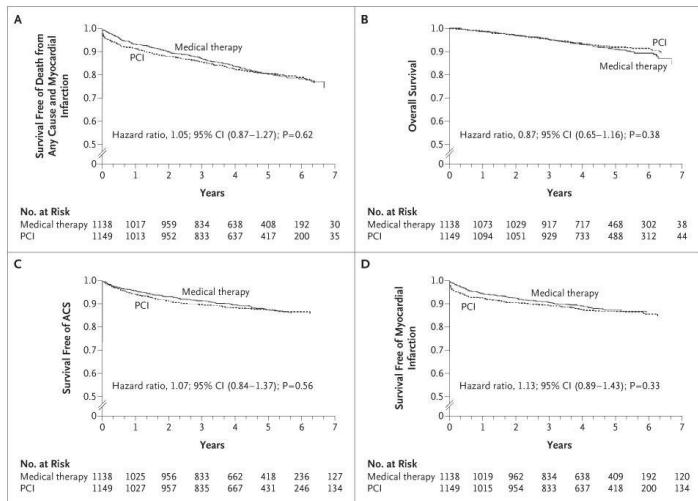 A
Survival Free of Death from
Any Cause and Myocardial
Infarction
1.0
0.9
0.8
0.7
0.6
0.5
0
Medical therapy
PCI
Hazard ratio, 1.05; 95% CI (0.87–1.27); P=0.62
0 1 2 3 4 5 6 7
Years
No. at Risk
Medical therapy 1138 1017 959 834 638 408 192 30
PCI 1149 1013 952 833 637 417 200 35
B
Overall Survival
1.0
0.9
0.8
0.7
0.6
0.5
0
PCI
Medical therapy
Hazard ratio, 0.87; 95% CI (0.65–1.16); P=0.38
0 1 2 3 4 5 6 7
Years
No. at Risk
Medical therapy 1138 1073 1029 917 717 468 302 38
PCI 1149 1094 1051 929 733 488 312 44
C
Survival Free of ACS
1.0
0.9
0.8
0.7
0.6
0.5
0
Medical therapy
PCI
Hazard ratio, 1.07; 95% CI (0.84–1.37); P=0.56
0 1 2 3 4 5 6 7
Years
No. at Risk
Medical therapy 1138 1025 956 833 662 418 236 127
PCI 1149 1027 957 835 667 431 246 134
D
Survival Free of Myocardial
Infarction
1.0
0.9
0.8
0.7
0.6
0.5
0
Medical therapy
PCI
Hazard ratio, 1.13; 95% CI (0.89–1.43); P=0.33
0 1 2 3 4 5 6 7
Years
No. at Risk
Medical therapy 1138 1019 962 834 638 409 192 120
PCI 1149 1015 954 833 637 418 200 134